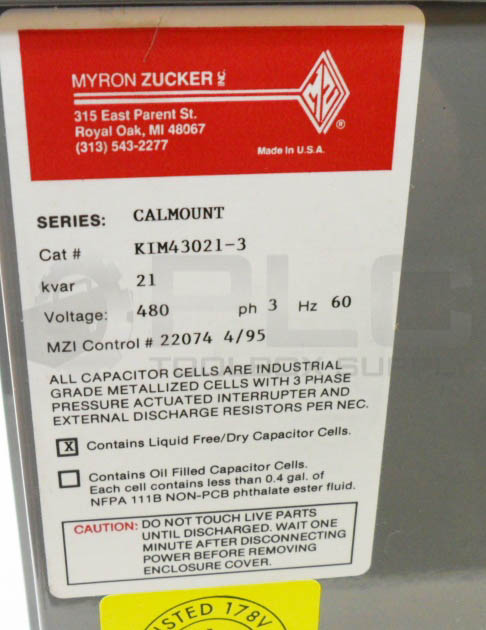 MYRON ZUCKER INC.
MZ
315 East Parent St.
Royal Oak, MI 48067
(313) 543-2277
®
Made in U.S.A.
SERIES: CALMOUNT
Cat # KIM43021-3
kvar 21
Voltage: 480 ph 3 Hz 60
MZI Control # 22074 4/95
PLC
TOOLBOX SUPPLY
ALL CAPACITOR CELLS ARE INDUSTRIAL
GRADE METALLIZED CELLS WITH 3 PHASE
PRESSURE ACTUATED INTERRUPTER AND
EXTERNAL DISCHARGE RESISTORS PER NEC.
X Contains Liquid Free/Dry Capacitor Cells.
Contains Oil Filled Capacitor Cells.
Each cell contains less than 0.4 gal. of
NFPA 111B NON-PCB phthalate ester fluid.
CAUTION: DO NOT TOUCH LIVE PARTS
UNTIL DISCHARGED. WAIT ONE
MINUTE AFTER DISCONNECTING
POWER BEFORE REMOVING
ENCLOSURE COVER.
STED 178V